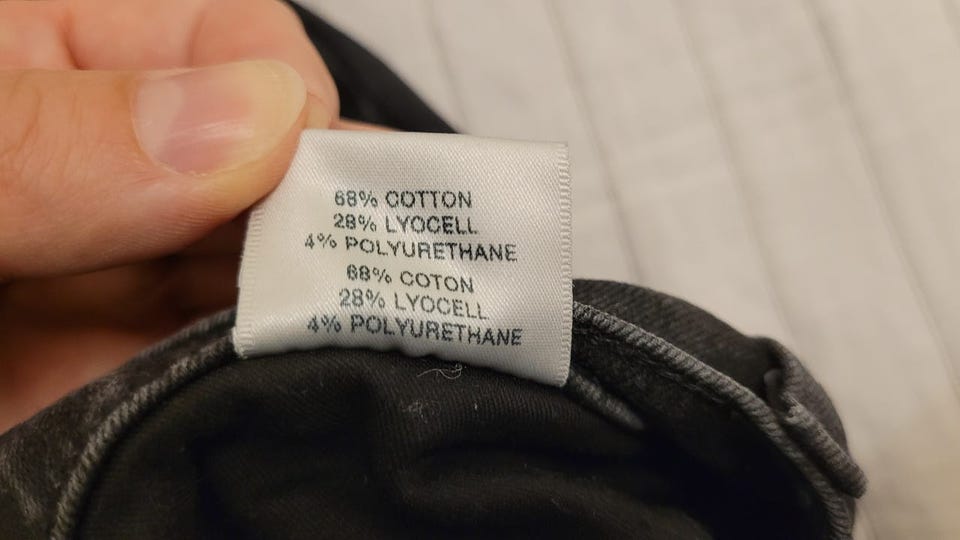 68% COTTON
28% LYOCELL
4% POLYURETHANE
68% COTON
28% LYOCELL
4% POLYURETHANE